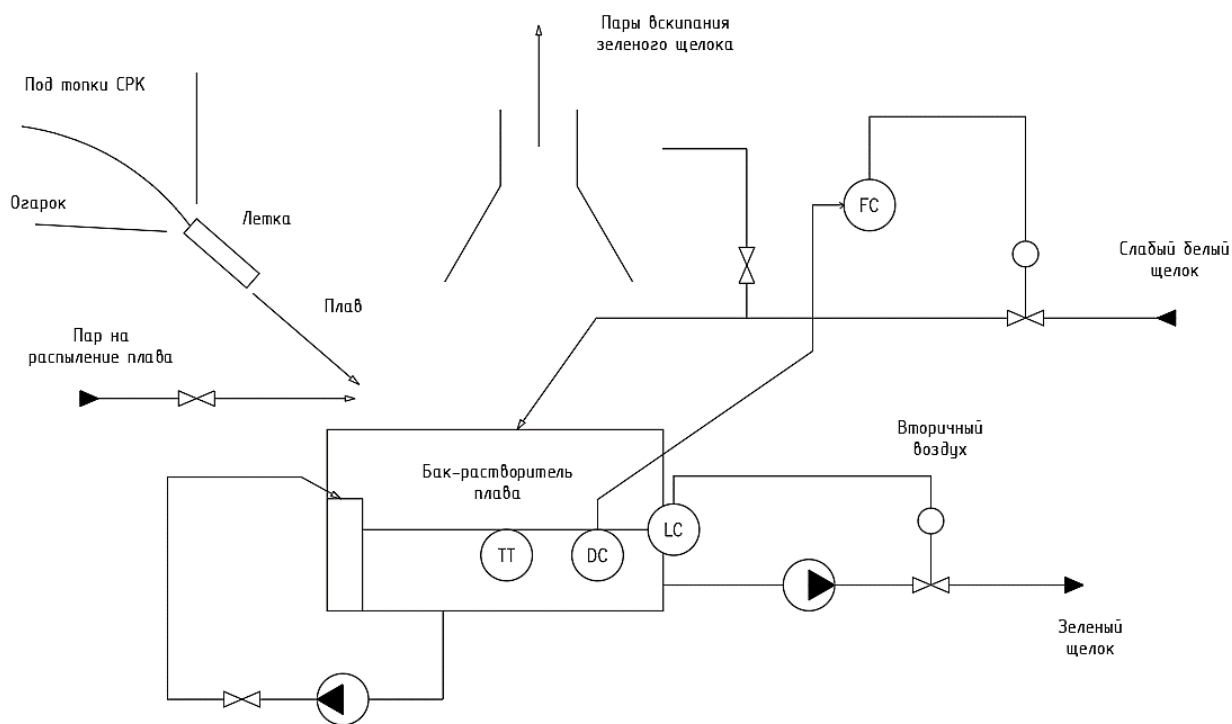 Пары вскипания
зеленого щелока
Под топки СРК
Огарок
Летка
FC
Слабый белый
щелок
Плав
Пар на
распыление плава
Вторичный
воздух
Бак-растворитель
плава
TT
DC
LC
Зеленый
щелок